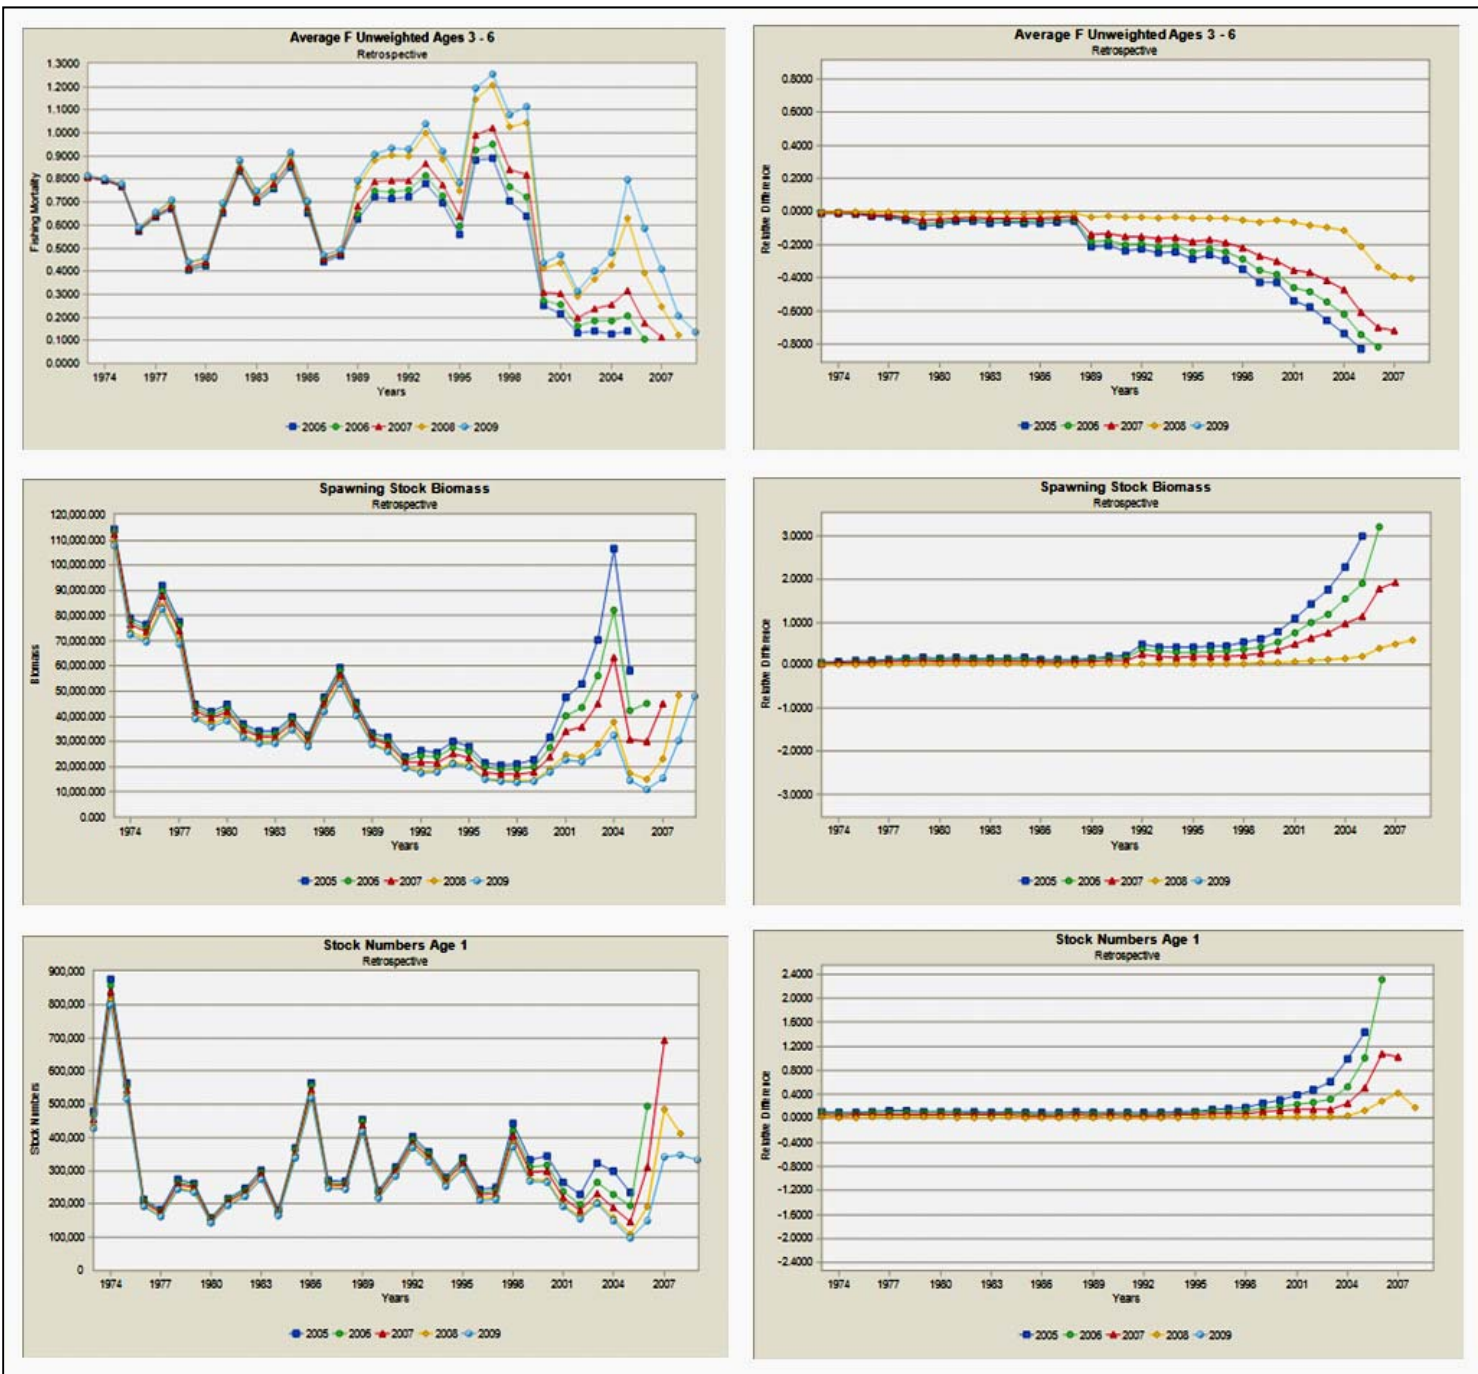 Average F Unweighted Ages 3 - 6
Retrospective
Fishing Mortality
1.3000
1.2000
1.1000
1.0000
0.9000
0.8000
0.7000
0.6000
0.5000
0.4000
0.3000
0.2000
0.1000
0.0000
1974 1977 1980 1983 1986 1989 1992 1995 1998 2001 2004 2007
Years
2005 2006 2007 2008 2009
Average F Unweighted Ages 3 - 6
Retrospective
Relative Difference
0.8000
0.6000
0.4000
0.2000
0.0000
-0.2000
-0.4000
-0.6000
-0.8000
1974 1977 1980 1983 1986 1989 1992 1995 1998 2001 2004 2007
Years
2005 2006 2007 2008 2009
Spawning Stock Biomass
Retrospective
Biomass
120,000.000
110,000.000
100,000.000
90,000.000
80,000.000
70,000.000
60,000.000
50,000.000
40,000.000
30,000.000
20,000.000
10,000.000
0.000
1974 1977 1980 1983 1986 1989 1992 1995 1998 2001 2004 2007
Years
2005 2006 2007 2008 2009
Spawning Stock Biomass
Retrospective
Relative Difference
3.0000
2.0000
1.0000
0.0000
-1.0000
-2.0000
-3.0000
1974 1977 1980 1983 1986 1989 1992 1995 1998 2001 2004 2007
Years
2005 2006 2007 2008 2009
Stock Numbers Age 1
Retrospective
Stock Numbers
900,000
800,000
700,000
600,000
500,000
400,000
300,000
200,000
100,000
0
1974 1977 1980 1983 1986 1989 1992 1995 1998 2001 2004 2007
Years
2005 2006 2007 2008 2009
Stock Numbers Age 1
Retrospective
Relative Difference
2.4000
2.0000
1.6000
1.2000
0.8000
0.4000
0.0000
-0.4000
-0.8000
-1.2000
-1.6000
-2.0000
-2.4000
1974 1977 1980 1983 1986 1989 1992 1995 1998 2001 2004 2007
Years
2005 2006 2007 2008 2009